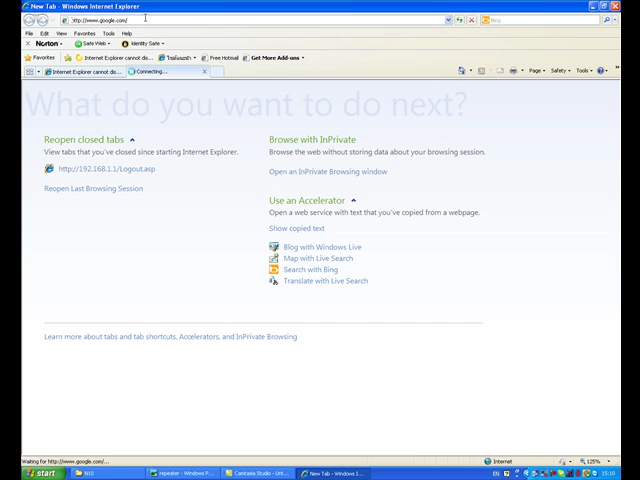 New Tab - Windows Internet Explorer
http://www.google.com/
Bing
File Edit View Favorites Tools Help
Norton Safe Web Identity Safe
Favorites Internet Explorer cannot dis... Free Hotmail Get More Add-ons
Internet Explorer cannot dis... Connecting...
Page Safety Tools
What do you want to do next?
Reopen closed tabs
View tabs that you've closed since starting Internet Explorer.
http://192.168.1.1/Logout.asp
Reopen Last Browsing Session
Browse with InPrivate
Browse the web without storing data about your browsing session.
Open an InPrivate Browsing window
Use an Accelerator
Open a web service with text that you've copied from a webpage.
Show copied text
Blog with Windows Live
Map with Live Search
Search with Bing
Translate with Live Search
Learn more about tabs and tab shortcuts, Accelerators, and InPrivate Browsing
Waiting for http://www.google.com/...
Internet
125%
start
N10
repeater - Windows P...
Camtasia Studio - Unt...
New Tab - Windows I...
EN
15:10